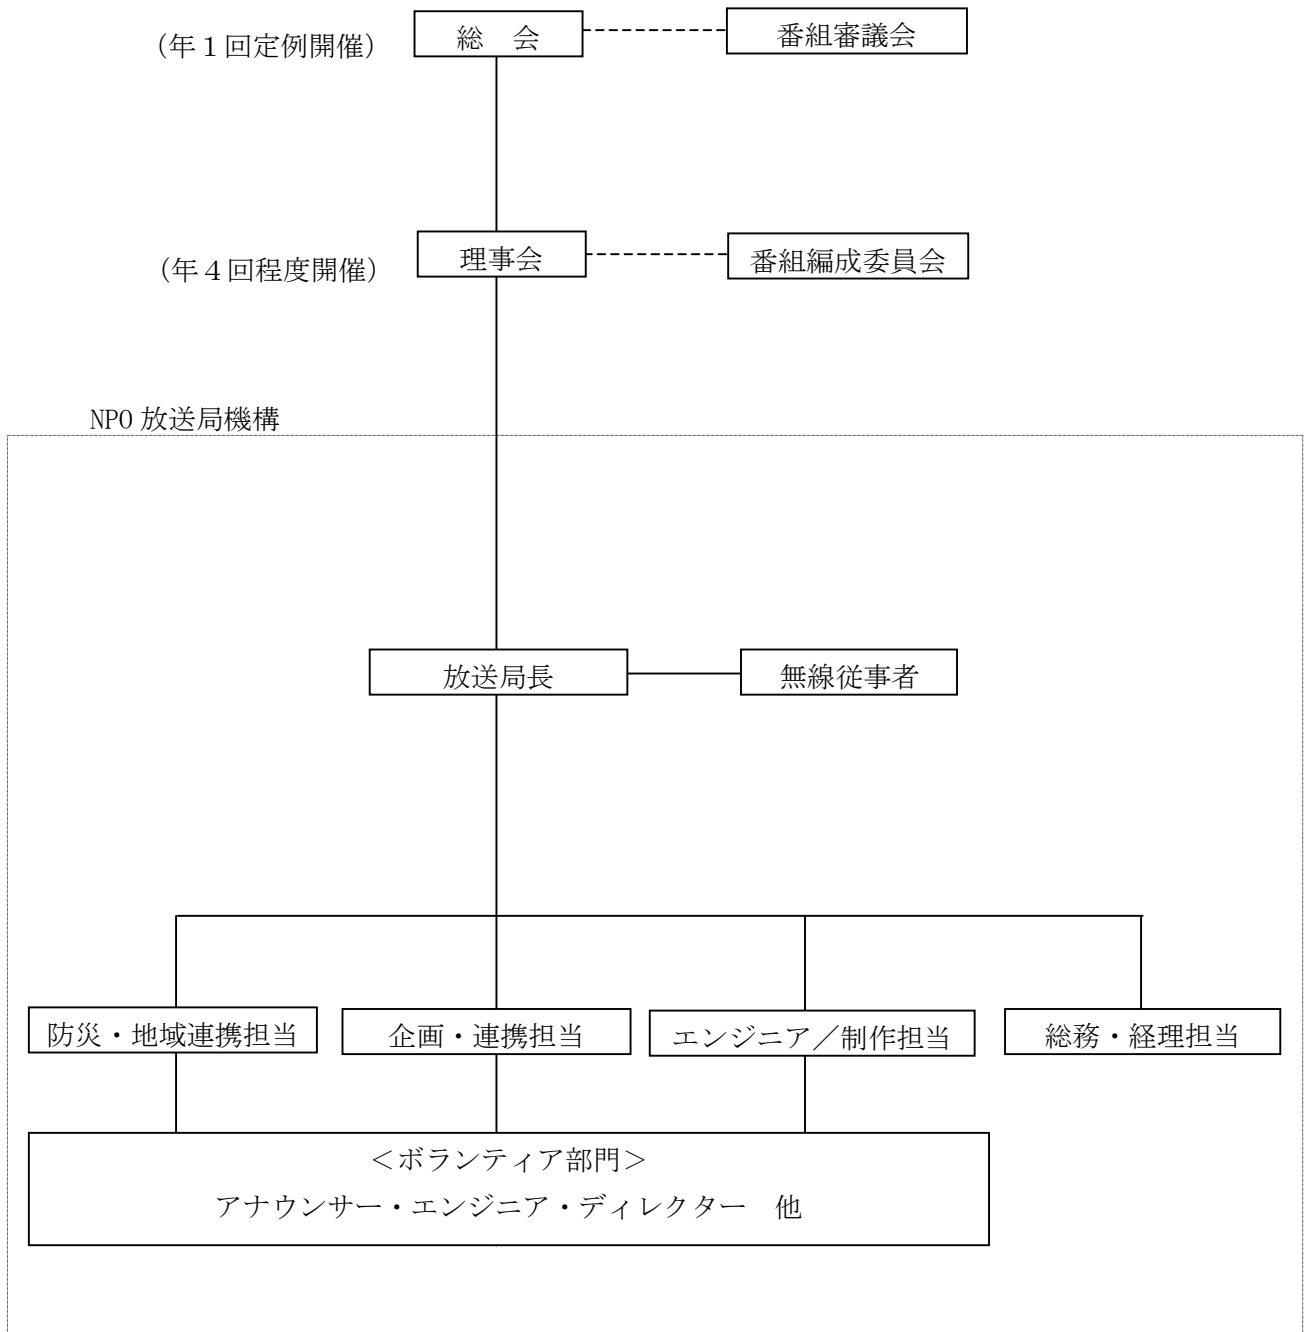 (年１回定例開催)
総　会
番組審議会
(年４回程度開催)
理事会
番組編成委員会
NPO 放送局機構
放送局長
無線従事者
防災・地域連携担当
企画・連携担当
エンジニア／制作担当
総務・経理担当
＜ボランティア部門＞
アナウンサー・エンジニア・ディレクター　他